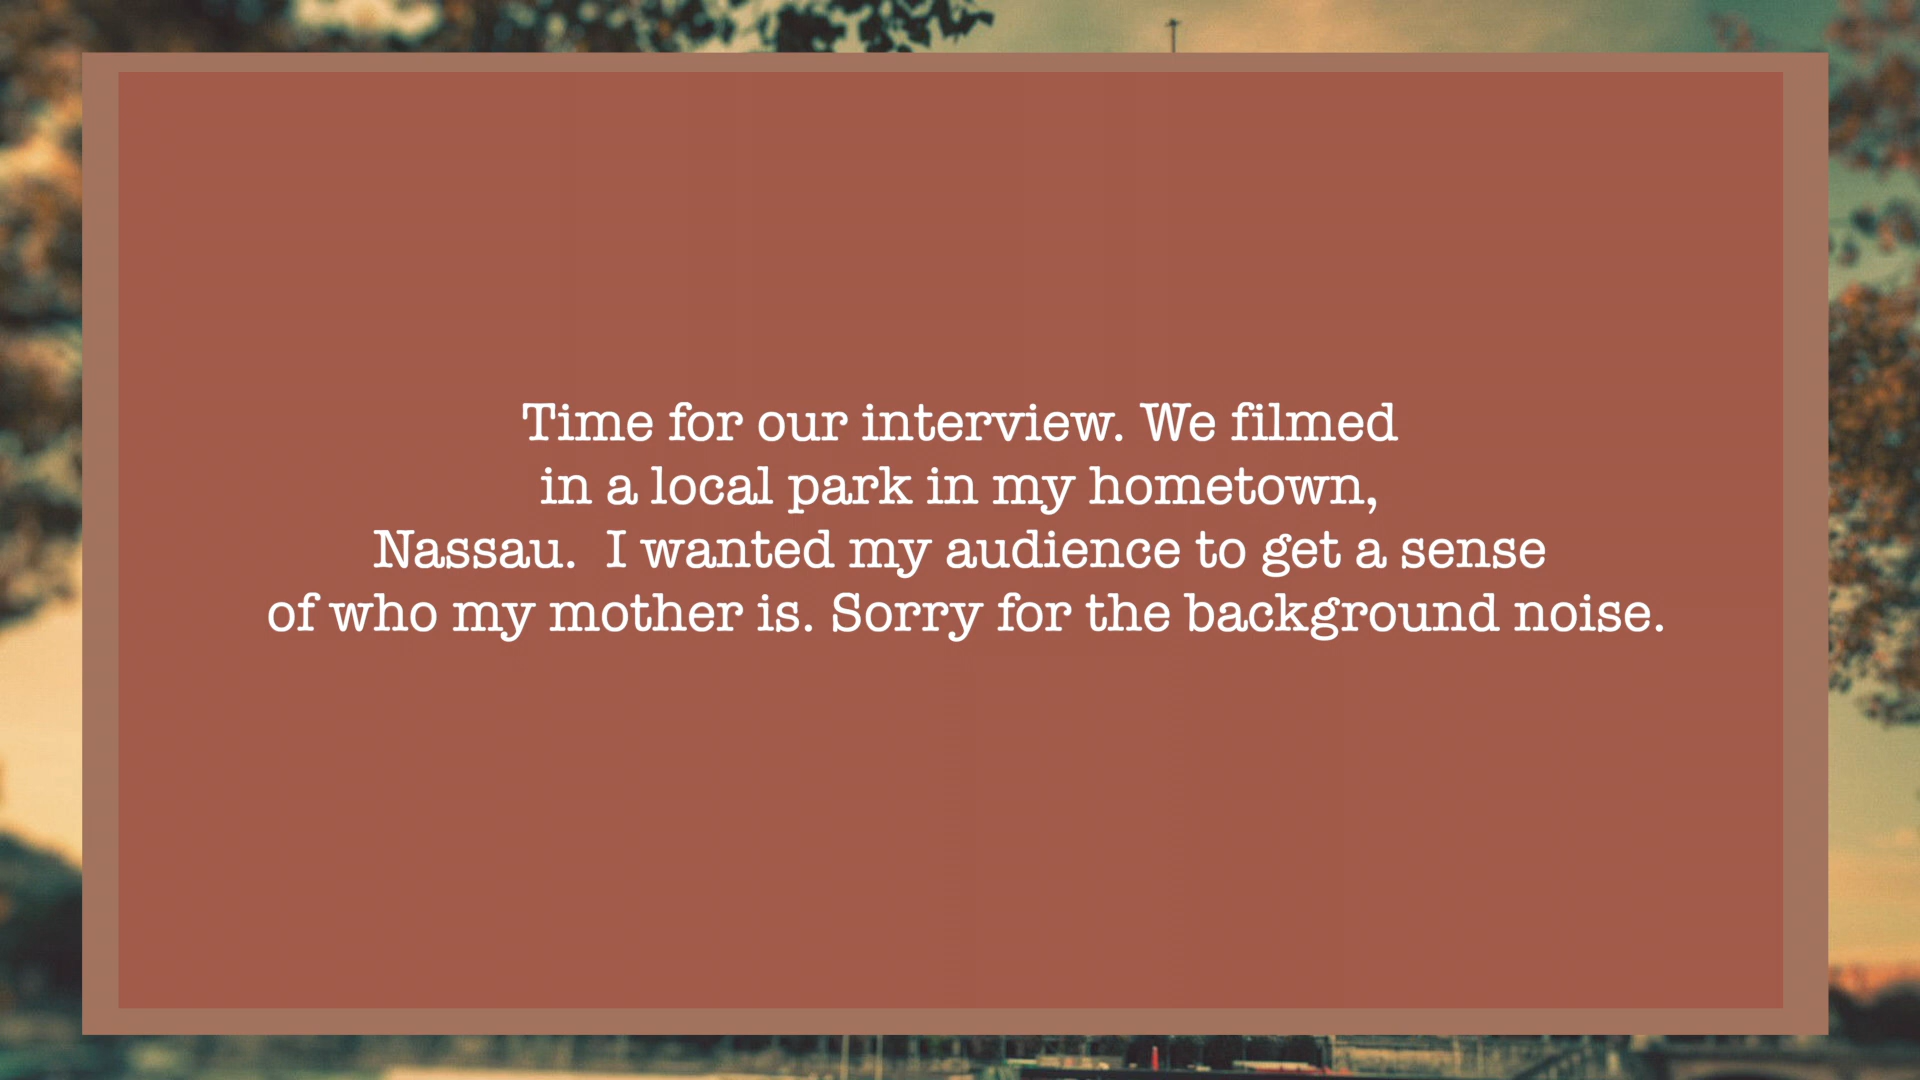 Time for our interview. We filmed
in a local park in my hometown,
Nassau.  I wanted my audience to get a sense
of who my mother is. Sorry for the background noise.